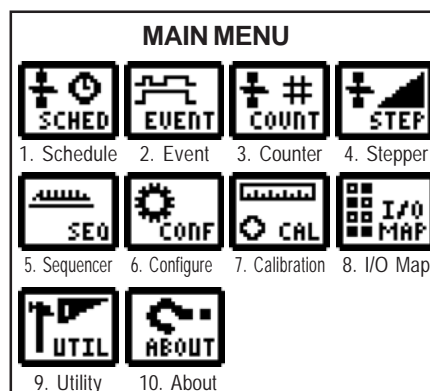 MAIN MENU
SCHED EVENT COUNT STEP
1. Schedule 2. Event 3. Counter 4. Stepper
SEQ CONF CAL I/O MAP
5. Sequencer 6. Configure 7. Calibration 8. I/O Map
UTIL ABOUT
9. Utility 10. About